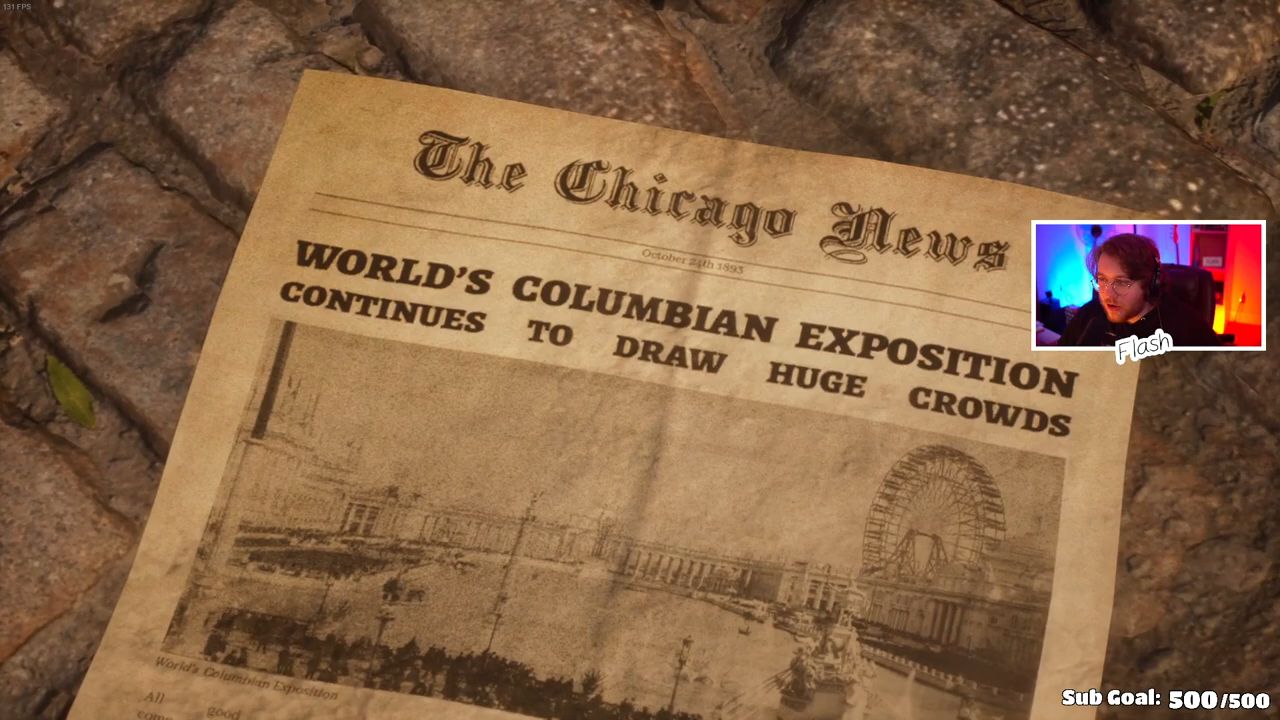 131 FPS
The Chicago News
October 24th 1893
WORLD'S COLUMBIAN EXPOSITION
CONTINUES TO DRAW HUGE CROWDS
Flash
World's Columbian Exposition
All good
come
Sub Goal: 500/500